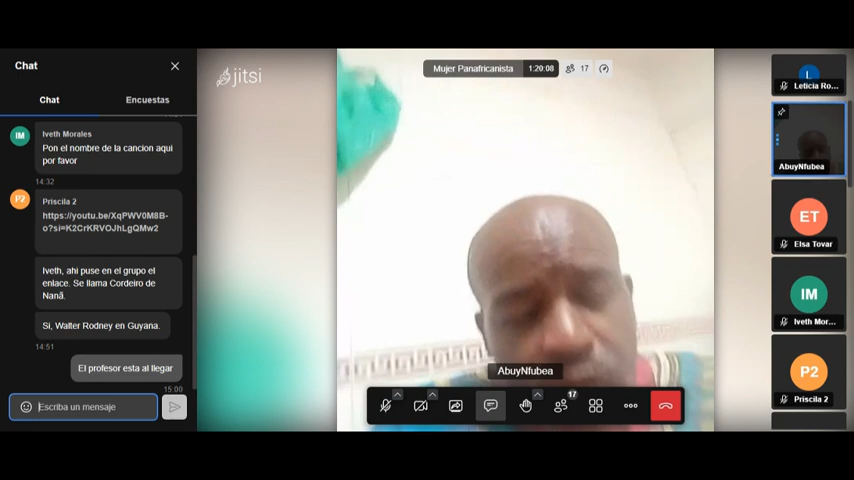 Chat
Chat Encuestas
IM
Iveth Morales
Pon el nombre de la cancion aqui
por favor
14:32
P2
Priscila 2
https://youtu.be/XqPWV0M8B-
o?si=K2CrKRVOJhLgQMw2
Iveth, ahi puse en el grupo el
enlace. Se llama Cordeiro de
Nanã.
Si, Walter Rodney en Guyana.
14:51
El profesor esta al llegar
15:00
Escriba un mensaje
jitsi
Mujer Panafricanista 1:20:08 17
AbuyNfubea
17
L
Leticia Ro...
AbuyNfubea
ET
Elsa Tovar
IM
Iveth Mor...
P2
Priscila 2